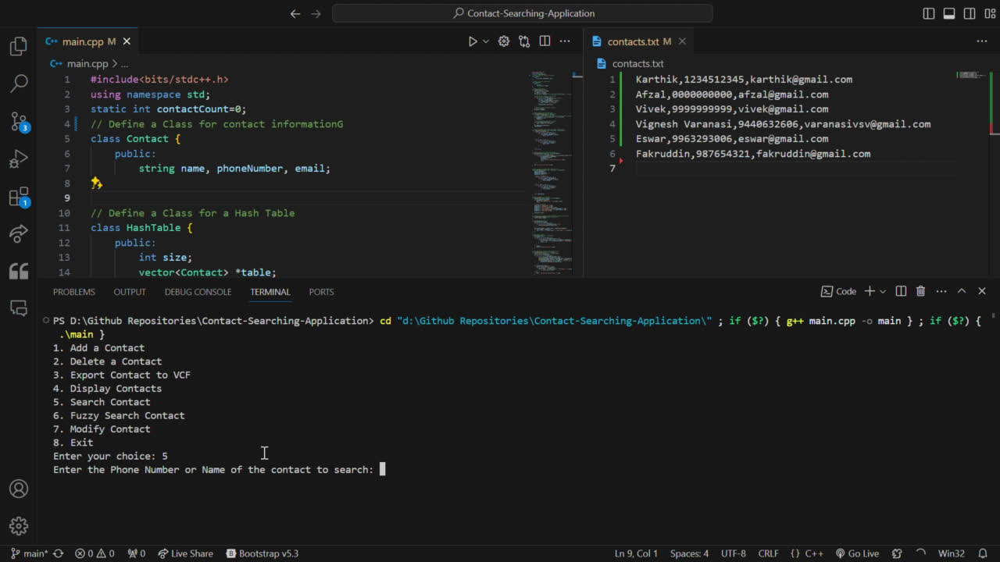 Contact-Searching-Application
main.cpp M
contacts.txt M
main.cpp > ...
contacts.txt
1 #include<bits/stdc++.h>
2 using namespace std;
3 static int contactCount=0;
4 // Define a Class for contact informationG
5 class Contact {
6 public:
7 string name, phoneNumber, email;
8
9
10 // Define a Class for a Hash Table
11 class HashTable {
12 public:
13 int size;
14 vector<Contact> *table;
1 Karthik,1234512345,karthik@gmail.com
2 Afzal,0000000000,afzal@gmail.com
3 Vivek,9999999999,vivek@gmail.com
4 Vignesh Varanasi,9440632606,varanasivsv@gmail.com
5 Eswar,9963293006,eswar@gmail.com
6 Fakruddin,987654321,fakruddin@gmail.com
7
3
1
PROBLEMS OUTPUT DEBUG CONSOLE TERMINAL PORTS
Code
PS D:\Github Repositories\Contact-Searching-Application> cd "d:\Github Repositories\Contact-Searching-Application\" ; if ($?) { g++ main.cpp -o main } ; if ($?) {
.\main }
1. Add a Contact
2. Delete a Contact
3. Export Contact to VCF
4. Display Contacts
5. Search Contact
6. Fuzzy Search Contact
7. Modify Contact
8. Exit
Enter your choice: 5
Enter the Phone Number or Name of the contact to search:
main* 0 0 0 Live Share Bootstrap v5.3 Ln 9, Col 1 Spaces: 4 UTF-8 CRLF {} C++ Go Live Win32